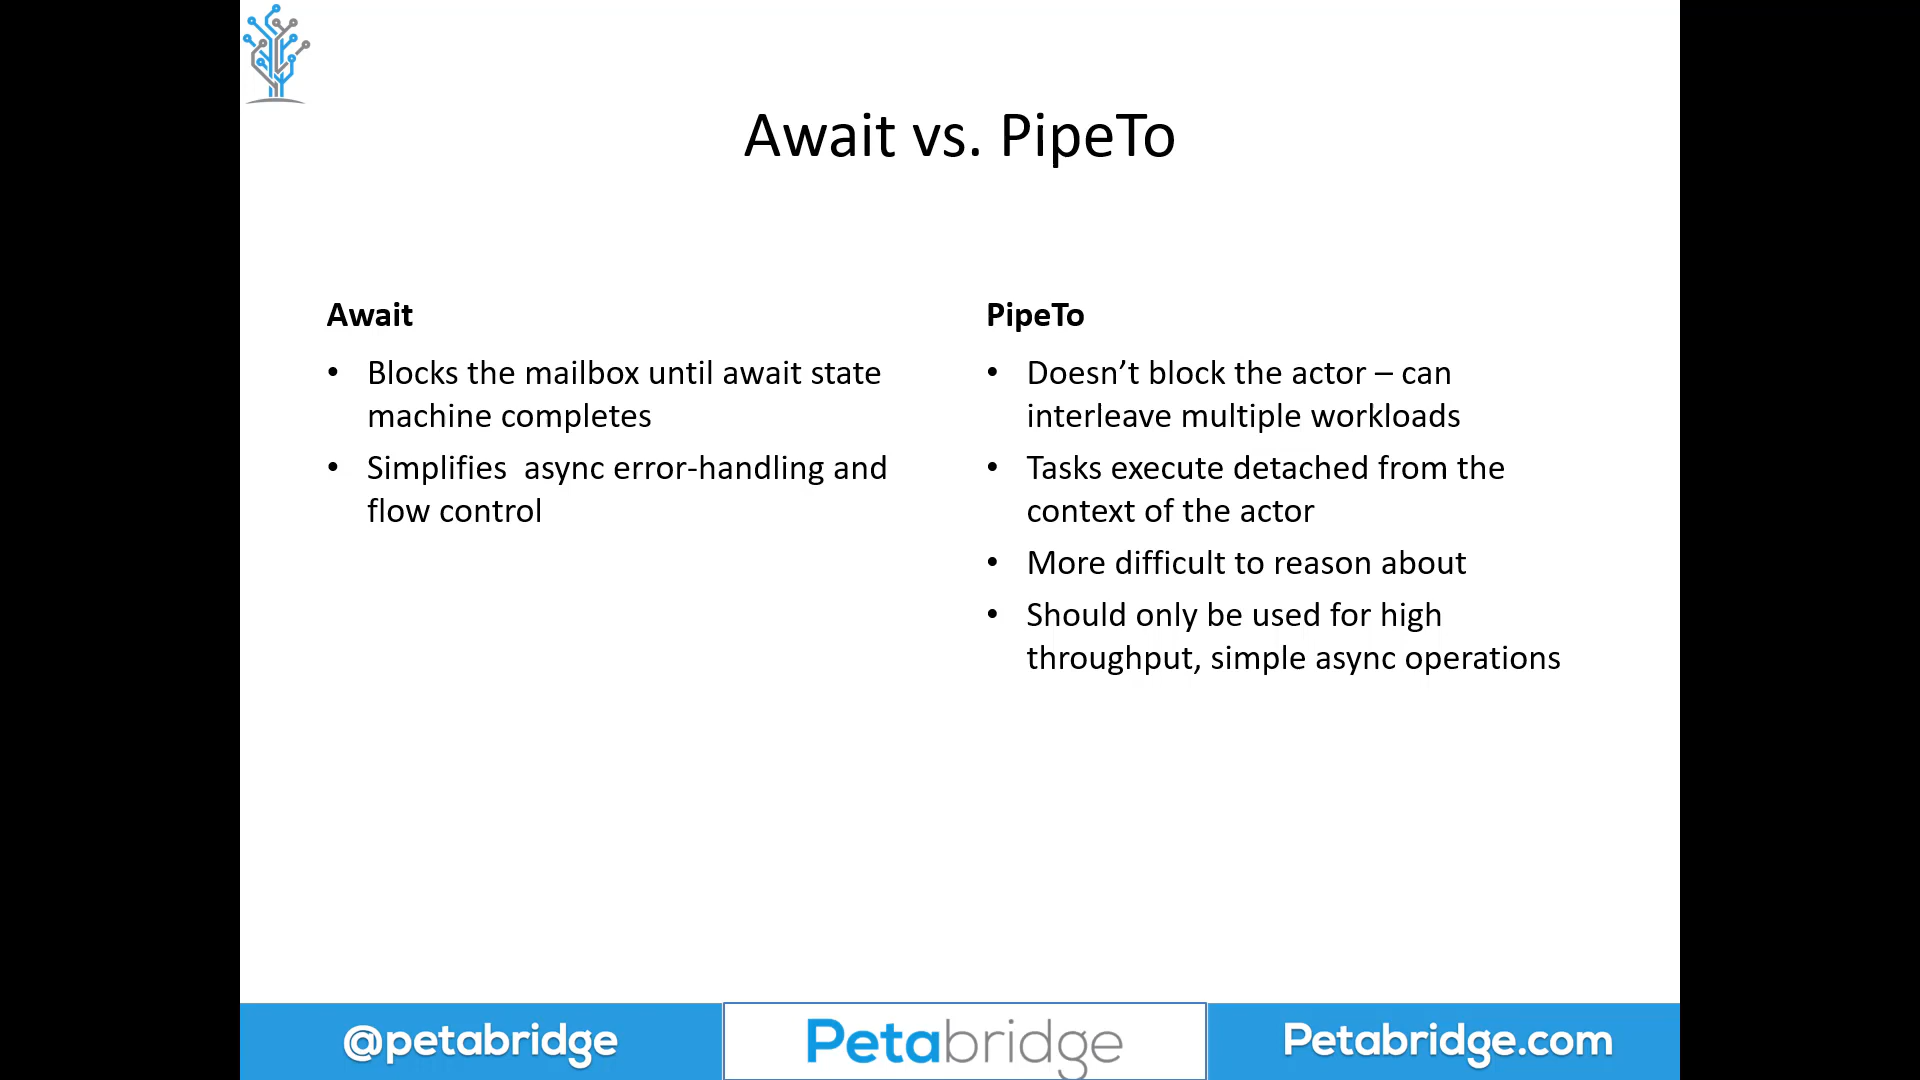 Await vs. PipeTo
Await
• Blocks the mailbox until await state
machine completes
• Simplifies  async error-handling and
flow control
PipeTo
• Doesn’t block the actor – can
interleave multiple workloads
• Tasks execute detached from the
context of the actor
• More difficult to reason about
• Should only be used for high
throughput, simple async operations
@petabridge
Petabridge
Petabridge.com